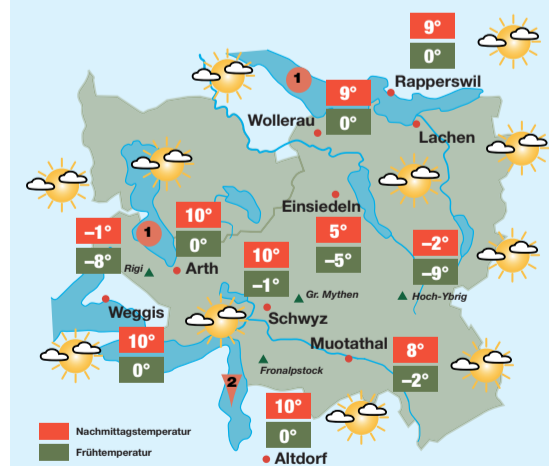 9°
0°
Rapperswil
1
9°
0°
Wollerau
Lachen
Einsiedeln
5°
–5°
10°
0°
1
Arth
–1°
–8°
Rigi
10°
–1°
–2°
–9°
Gr. Mythen
Hoch-Ybrig
Weggis
Schwyz
10°
0°
Muotathal
8°
–2°
Fronalpstock
2
10°
0°
Altdorf
Nachmittagstemperatur
Frühtemperatur